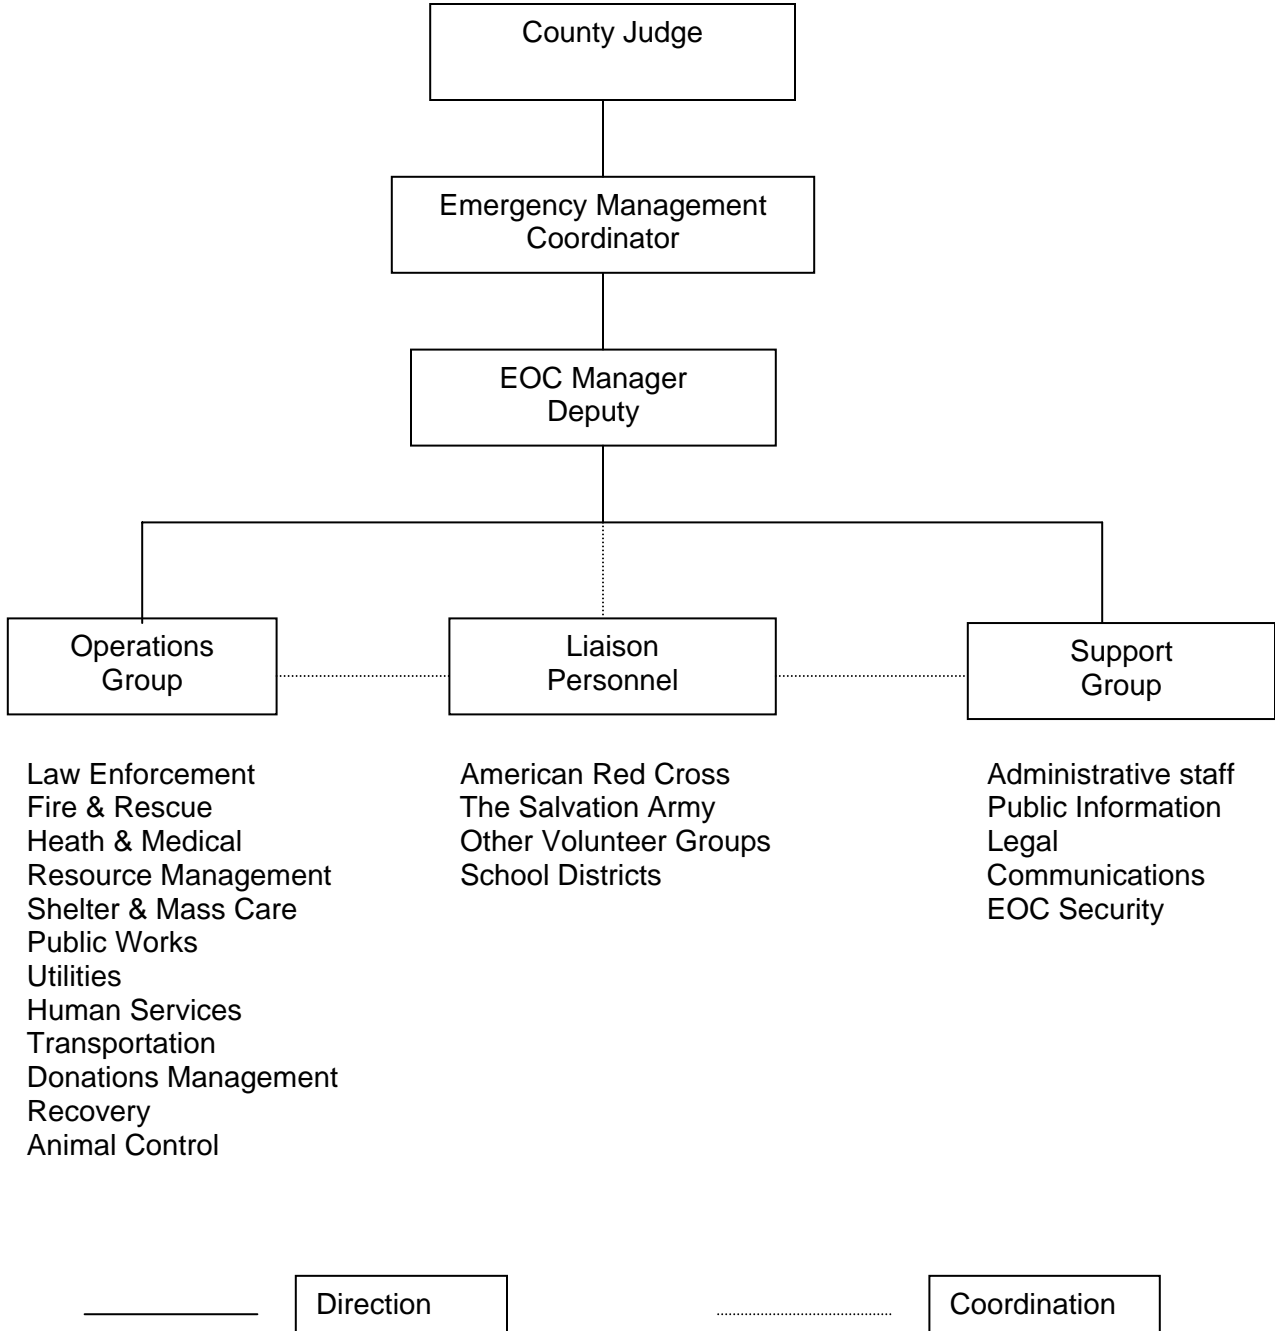 County Judge
Emergency Management
Coordinator
EOC Manager
Deputy
Operations
Group
Liaison
Personnel
Support
Group
Law Enforcement
Fire & Rescue
Heath & Medical
Resource Management
Shelter & Mass Care
Public Works
Utilities
Human Services
Transportation
Donations Management
Recovery
Animal Control
American Red Cross
The Salvation Army
Other Volunteer Groups
School Districts
Administrative staff
Public Information
Legal
Communications
EOC Security
Direction
Coordination